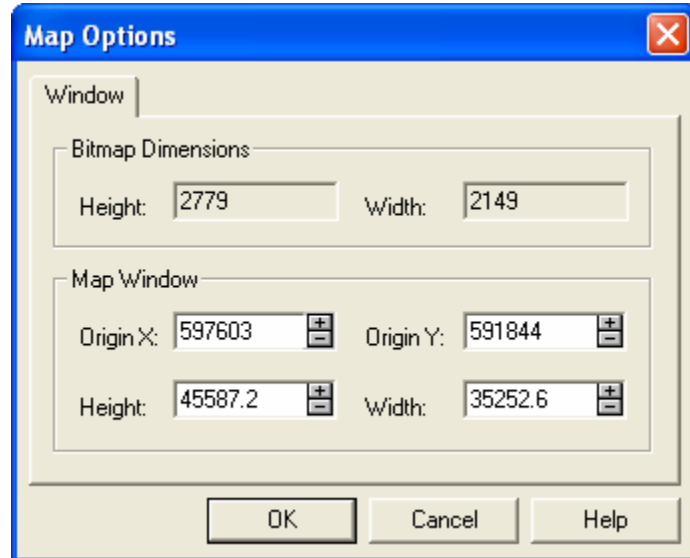 Map Options
Window
Bitmap Dimensions
Height: 2779 Width: 2149
Map Window
Origin X: 597603 Origin Y: 591844
Height: 45587.2 Width: 35252.6
OK Cancel Help